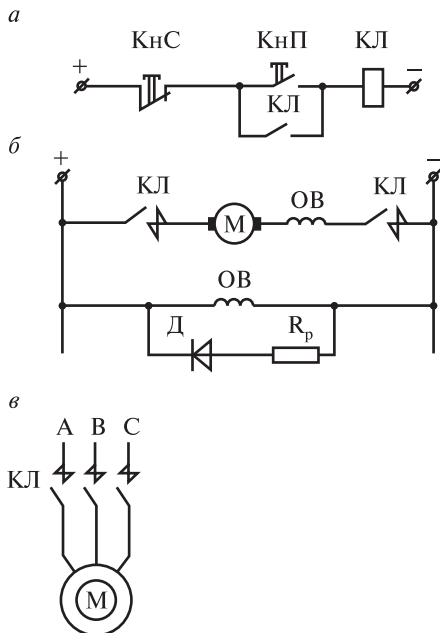 а
КнС КнП КЛ
+ −
КЛ
б
+ −
КЛ ОВ КЛ
М
ОВ
Д Rр
в
А В С
КЛ
М